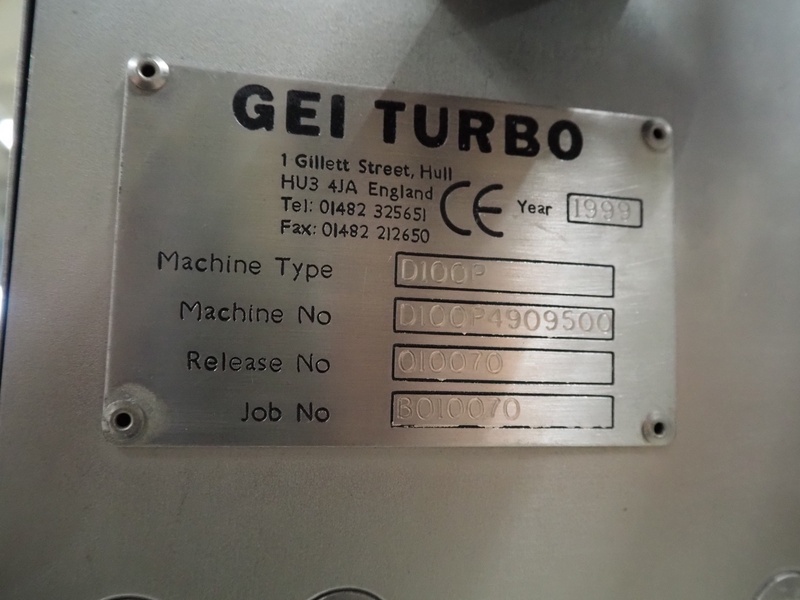 GEI TURBO
1 Gillett Street, Hull
HU3 4JA England
Tel: 01482 325651
Fax: 01482 212650
CE Year 1999
Machine Type D100P
Machine No D100P4909500
Release No 010070
Job No B010070